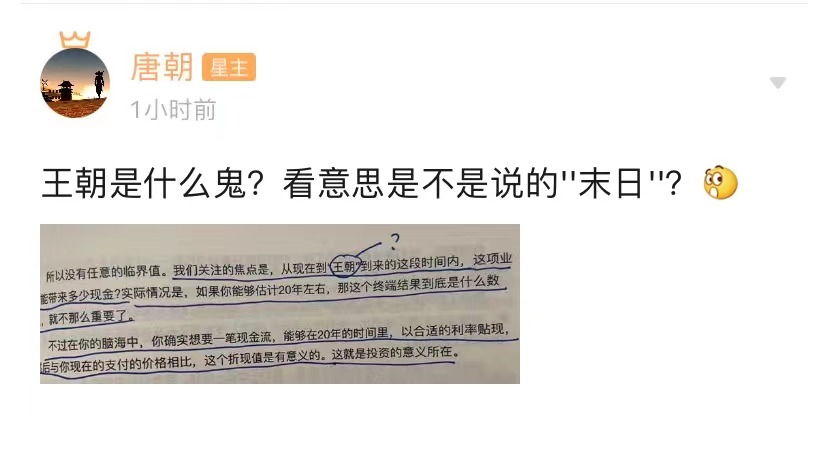 唐朝 星主
1小时前
王朝是什么鬼？看意思是不是说的"末日"？
?
所以没有任意的临界值。我们关注的焦点是，从现在到“王朝”到来的这段时间内，这项业
能带来多少现金?实际情况是，如果你能够估计20年左右，那这个终端结果到底是什么数
，就不那么重要了。
不过在你的脑海中，你确实想要一笔现金流，能够在20年的时间里，以合适的利率贴现，
后与你现在的支付的价格相比，这个折现值是有意义的。这就是投资的意义所在。